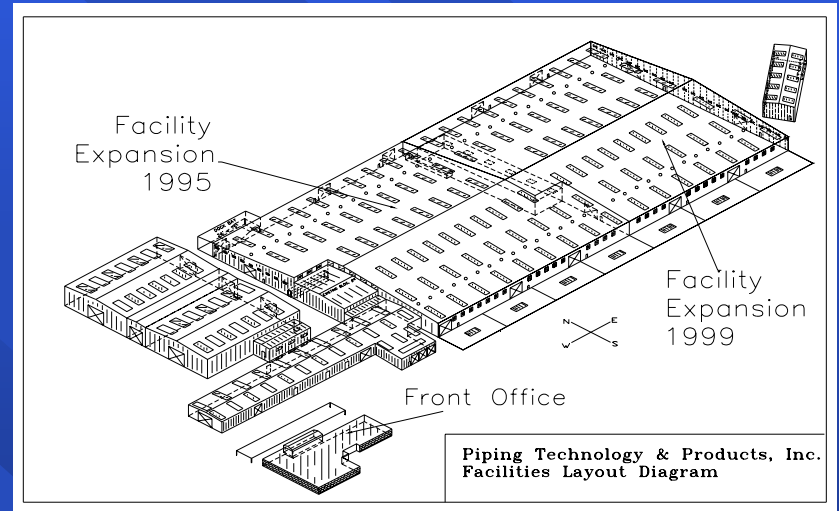 Facility
Expansion
1995
Facility
Expansion
1999
N
E
W
S
Front Office
Piping Technology & Products, Inc.
Facilities Layout Diagram